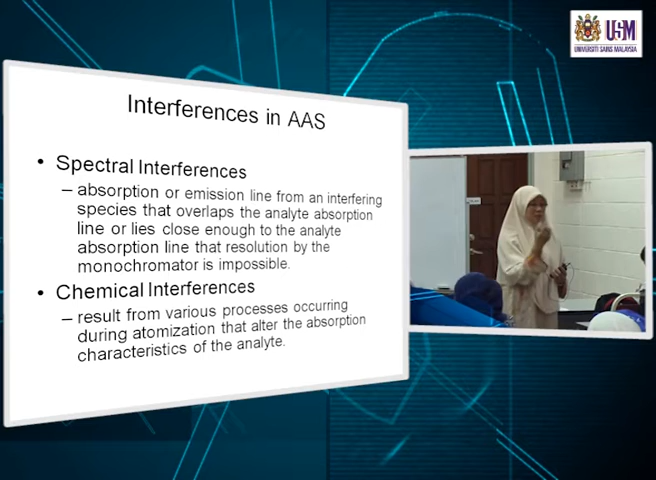 USM
UNIVERSITI SAINS MALAYSIA
Interferences in AAS
• Spectral Interferences
– absorption or emission line from an interfering
species that overlaps the analyte absorption
line or lies close enough to the analyte
absorption line that resolution by the
monochromator is impossible.
• Chemical Interferences
– result from various processes occurring
during atomization that alter the absorption
characteristics of the analyte.